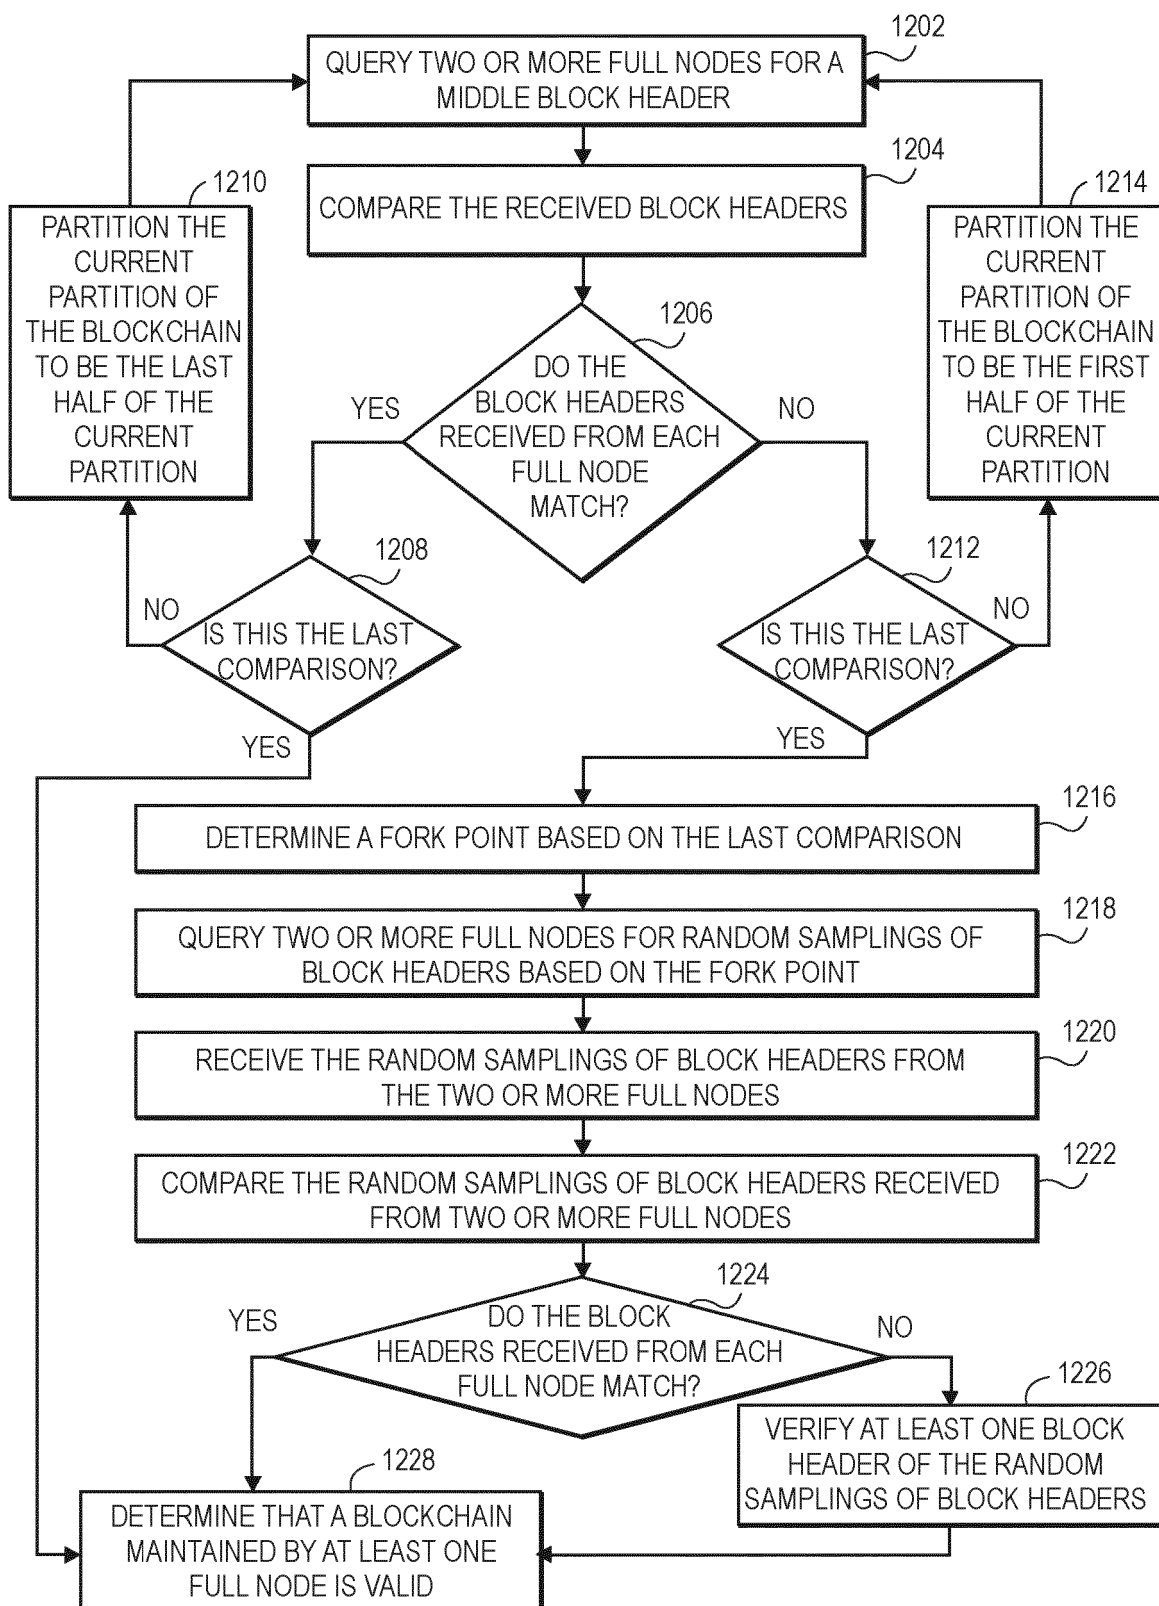 1202
QUERY TWO OR MORE FULL NODES FOR A
MIDDLE BLOCK HEADER
1204
COMPARE THE RECEIVED BLOCK HEADERS
1210
PARTITION THE
CURRENT
PARTITION OF
THE BLOCKCHAIN
TO BE THE LAST
HALF OF THE
CURRENT
PARTITION
1214
PARTITION THE
CURRENT
PARTITION OF
THE BLOCKCHAIN
TO BE THE FIRST
HALF OF THE
CURRENT
PARTITION
1206
DO THE
BLOCK HEADERS
RECEIVED FROM EACH
FULL NODE
MATCH?
YES
NO
1208
NO
IS THIS THE LAST
COMPARISON?
YES
1212
NO
IS THIS THE LAST
COMPARISON?
YES
1216
DETERMINE A FORK POINT BASED ON THE LAST COMPARISON
1218
QUERY TWO OR MORE FULL NODES FOR RANDOM SAMPLINGS OF
BLOCK HEADERS BASED ON THE FORK POINT
1220
RECEIVE THE RANDOM SAMPLINGS OF BLOCK HEADERS FROM
THE TWO OR MORE FULL NODES
1222
COMPARE THE RANDOM SAMPLINGS OF BLOCK HEADERS RECEIVED
FROM TWO OR MORE FULL NODES
1224
YES
DO THE BLOCK
HEADERS RECEIVED FROM EACH
FULL NODE MATCH?
NO
1226
VERIFY AT LEAST ONE BLOCK
HEADER OF THE RANDOM
SAMPLINGS OF BLOCK HEADERS
1228
DETERMINE THAT A BLOCKCHAIN
MAINTAINED BY AT LEAST ONE
FULL NODE IS VALID